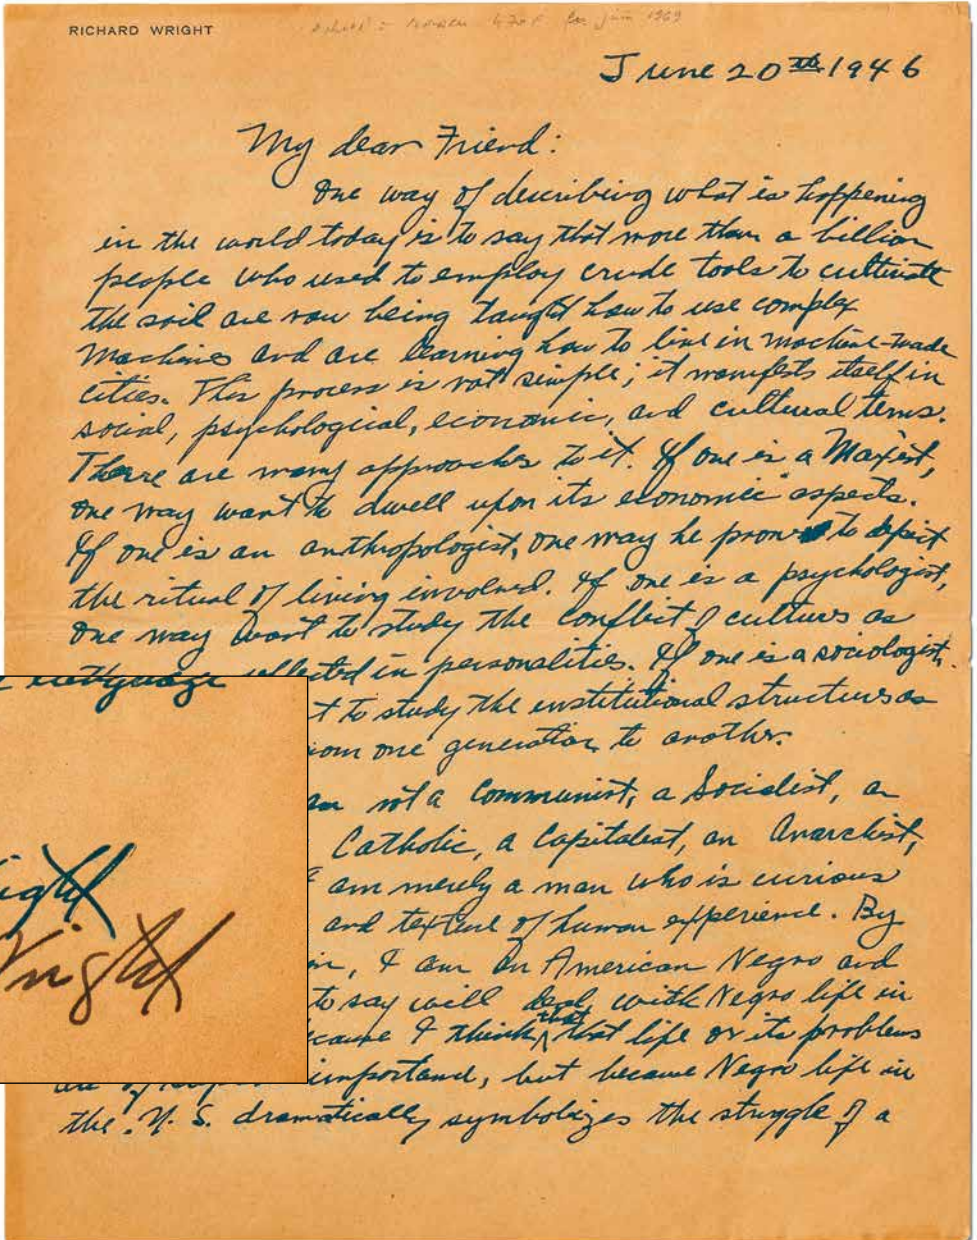 RICHARD WRIGHT
1969
June 20th 1946
My dear Friend:
One way of describing what is happening
in the world today is to say that more than a billion
people who used to employ crude tools to cultivate
the soil are now being taught how to use complex
machines and are learning how to live in machine-made
cities. This process is not simple; it manifests itself in
social, psychological, economic, and cultural terms.
There are many approaches to it. If one is a Marxist,
one may want to dwell upon its economic aspects.
If one is an anthropologist, one may be prone to depict
the ritual of living involved. If one is a psychologist,
one may want to study the conflict of cultures as
reflected in personalities. If one is a sociologist,
t to study the institutional structures as
from one generation to another.
am not a Communist, a Socialist, an
Catholic, a Capitalist, an Anarchist,
I am merely a man who is curious
and texture of human experience. By
I am an American Negro and
to say will deal with Negro life in
because I think that that life or its problems
importance, but because Negro life in
the U. S. dramatically symbolizes the struggle of a
ight
Wright